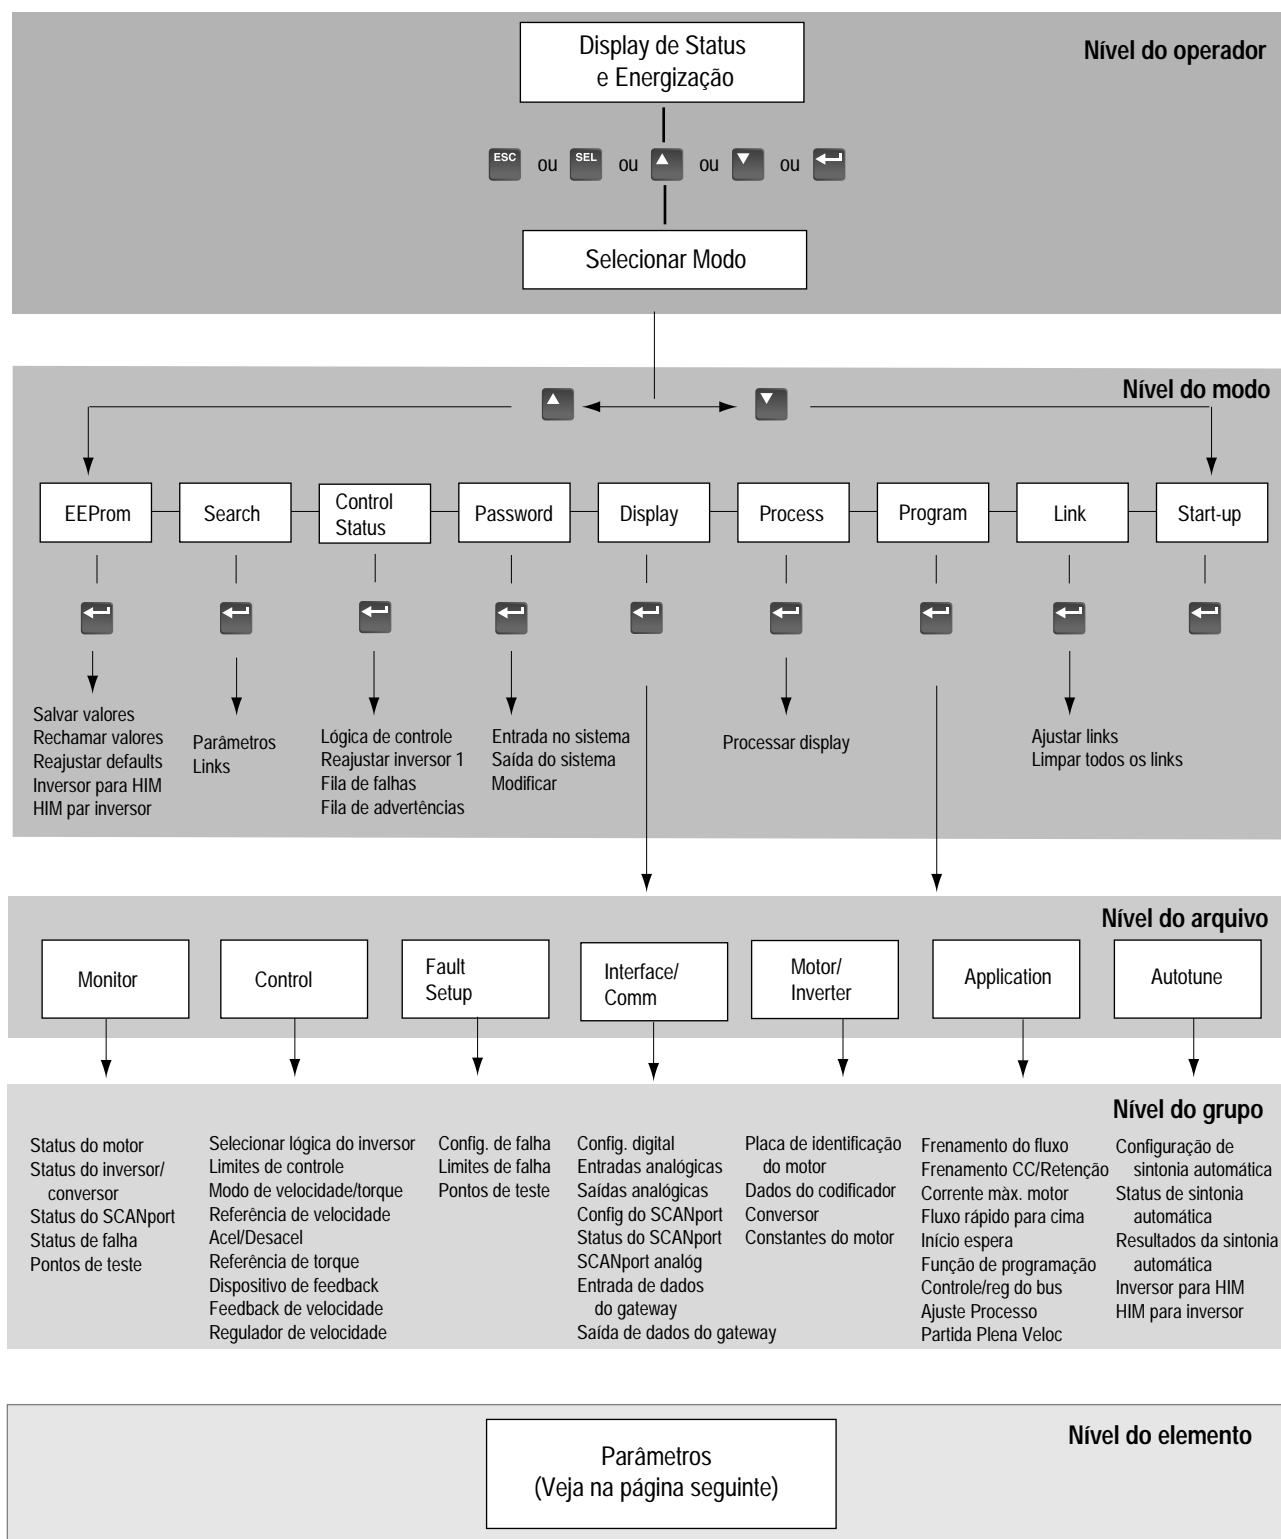 Nível do operador
Display de Status
e Energização
ESC ou SEL ou ou ou
Selecionar Modo
Nível do modo
EEProm
Search
Control
Status
Password
Display
Process
Program
Link
Start-up
Salvar valores
Rechamar valores
Reajustar defaults
Inversor para HIM
HIM par inversor
Parâmetros
Links
Lógica de controle
Reajustar inversor 1
Fila de falhas
Fila de advertências
Entrada no sistema
Saída do sistema
Modificar
Processar display
Ajustar links
Limpar todos os links
Nível do arquivo
Monitor
Control
Fault
Setup
Interface/
Comm
Motor/
Inverter
Application
Autotune
Nível do grupo
Status do motor
Status do inversor/
conversor
Status do SCANport
Status de falha
Pontos de teste
Selecionar lógica do inversor
Limites de controle
Modo de velocidade/torque
Referência de velocidade
Acel/Desacel
Referência de torque
Dispositivo de feedback
Feedback de velocidade
Regulador de velocidade
Config. de falha
Limites de falha
Pontos de teste
Config. digital
Entradas analógicas
Saídas analógicas
Config do SCANport
Status do SCANport
SCANport analóg
Entrada de dados
do gateway
Saída de dados do gateway
Placa de identificação
do motor
Dados do codificador
Conversor
Constantes do motor
Frenamento do fluxo
Frenamento CC/Retenção
Corrente màx. motor
Fluxo rápido para cima
Início espera
Função de programação
Controle/reg do bus
Ajuste Processo
Partida Plena Veloc
Configuração de
sintonia automática
Status de sintonia
automática
Resultados da sintonia
automática
Inversor para HIM
HIM para inversor
Nível do elemento
Parâmetros
(Veja na página seguinte)